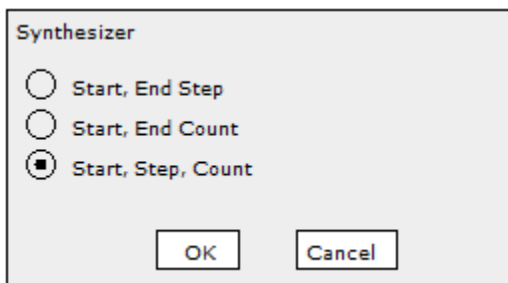 Synthesizer
Start, End Step
Start, End Count
Start, Step, Count
OK
Cancel